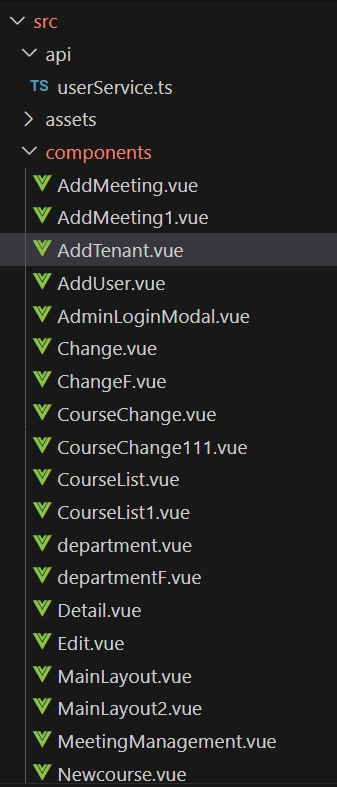 src
api
TS userService.ts
assets
components
AddMeeting.vue
AddMeeting1.vue
AddTenant.vue
AddUser.vue
AdminLoginModal.vue
Change.vue
ChangeF.vue
CourseChange.vue
CourseChange111.vue
CourseList.vue
CourseList1.vue
department.vue
departmentF.vue
Detail.vue
Edit.vue
MainLayout.vue
MainLayout2.vue
MeetingManagement.vue
Newcourse.vue